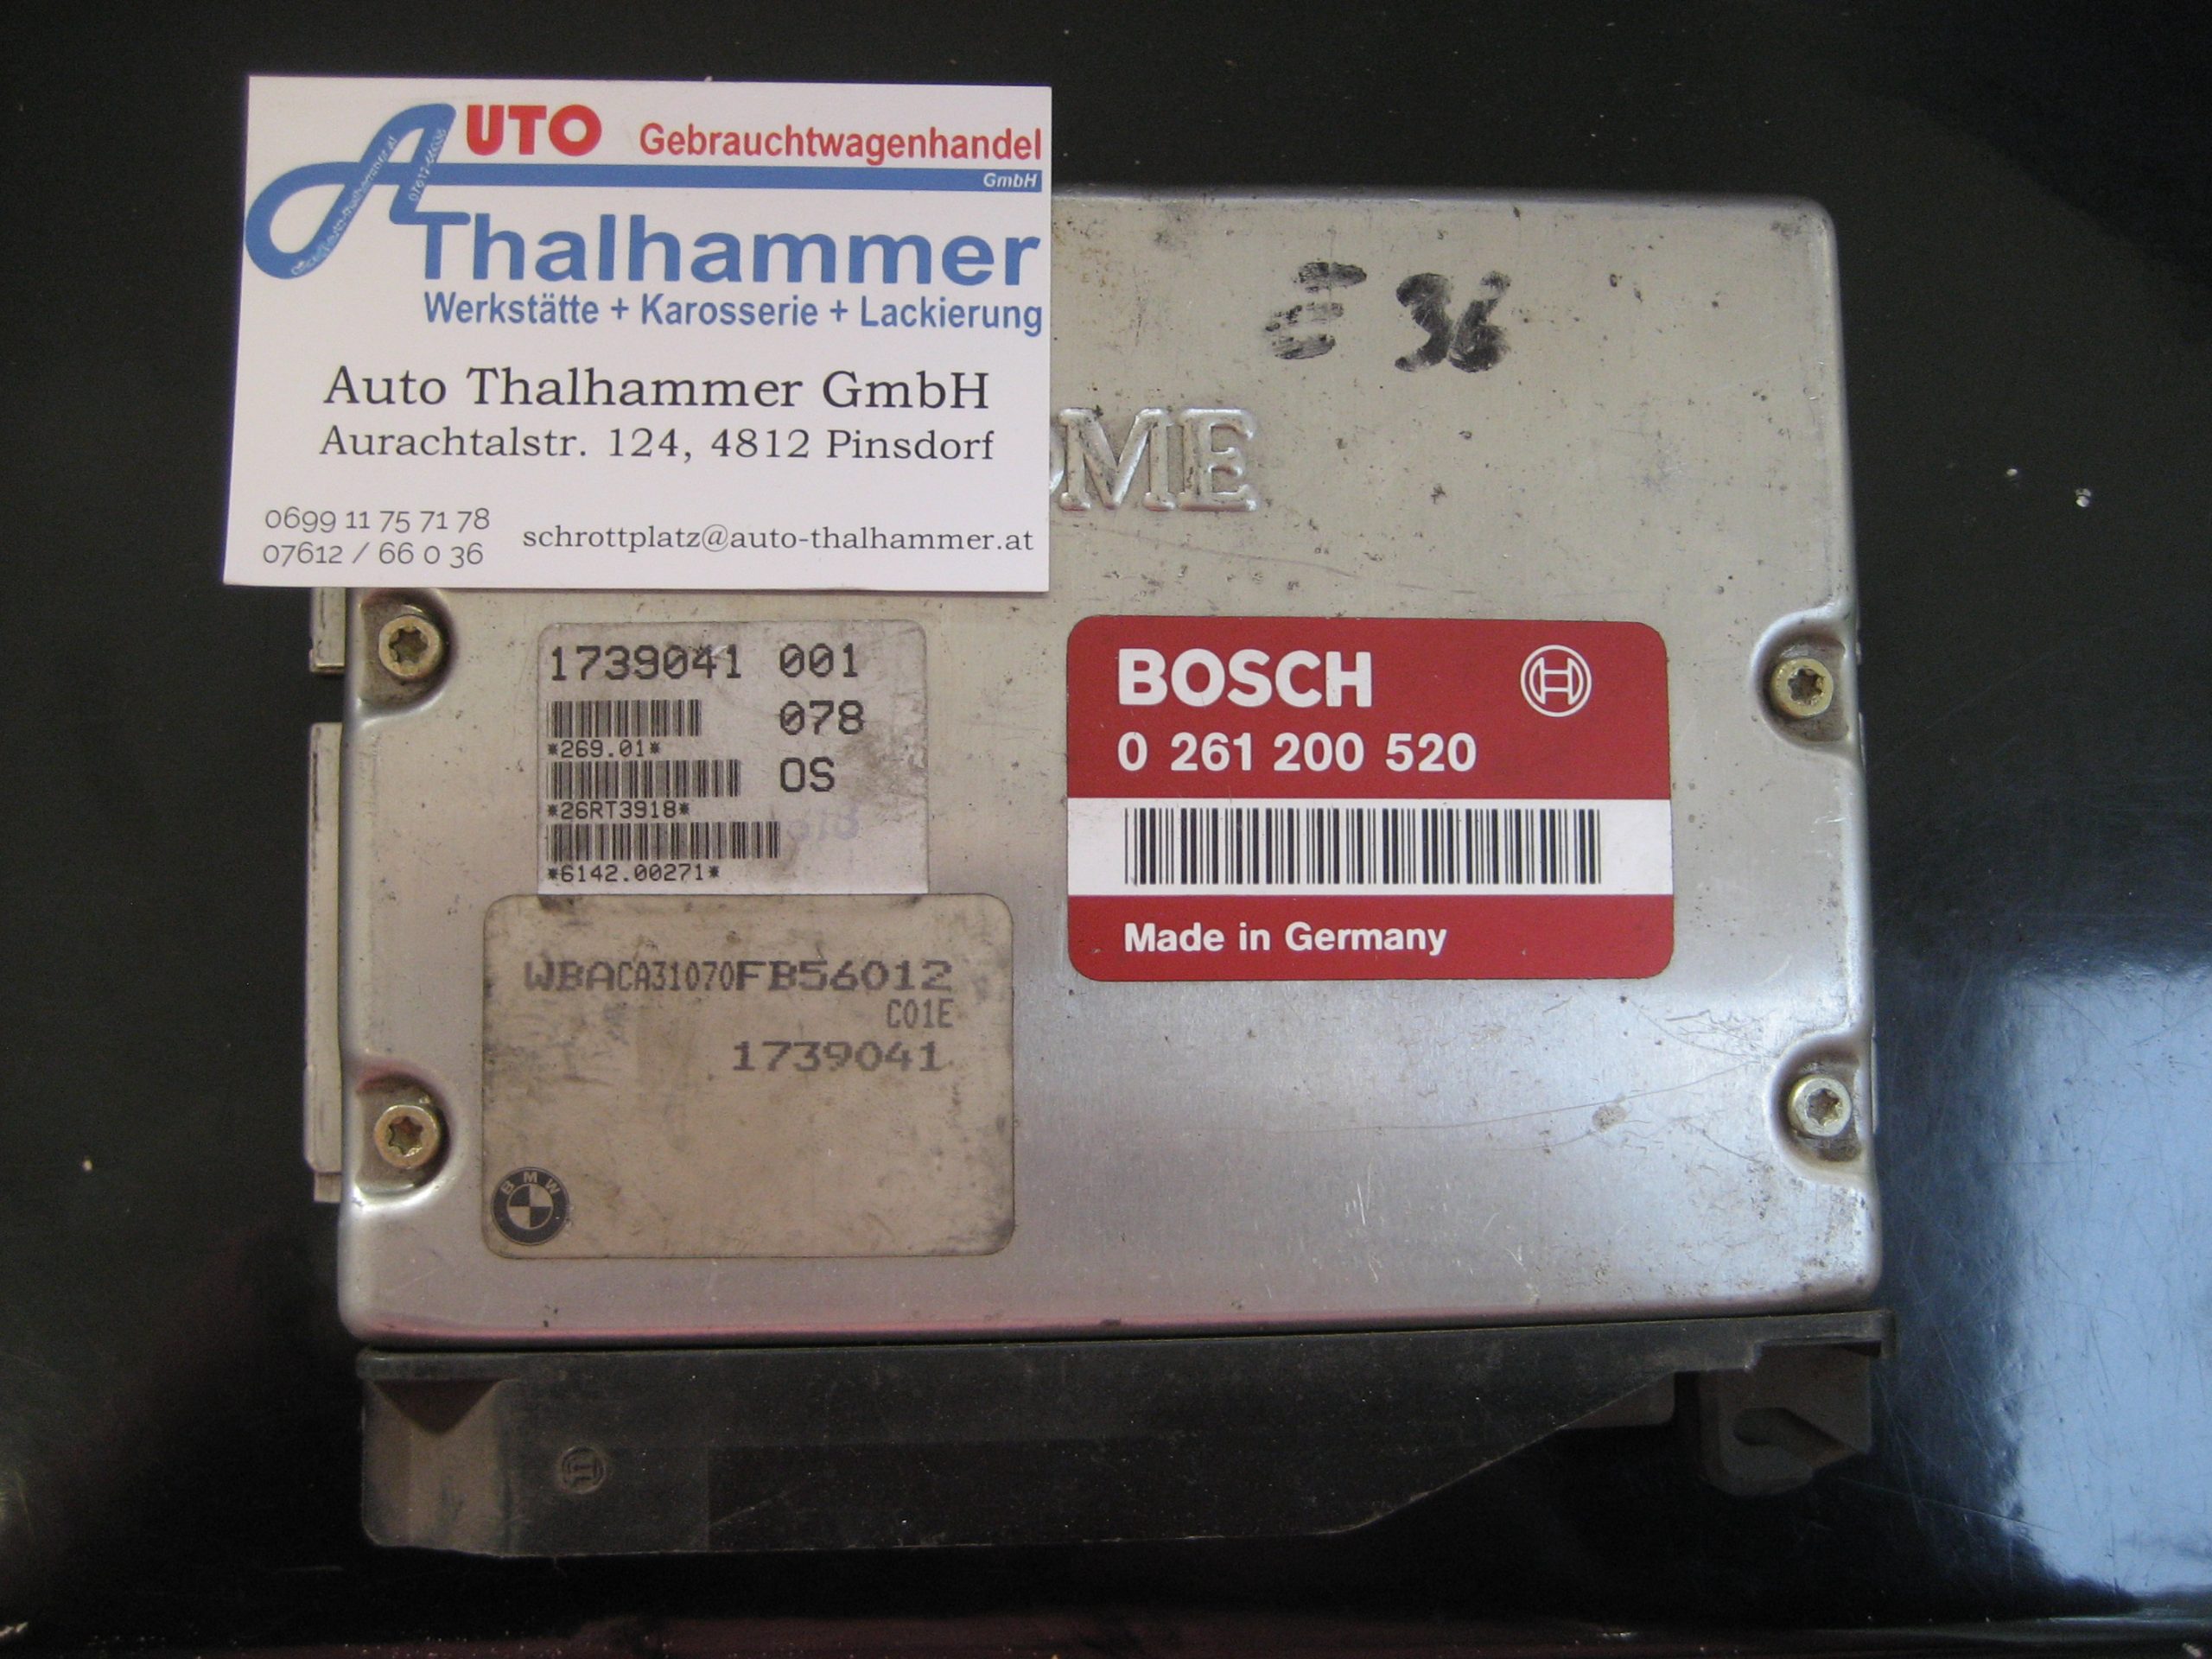 AUTO Gebrauchtwagenhandel
GmbH
Thalhammer
Werkstätte + Karosserie + Lackierung
Auto Thalhammer GmbH
Aurachtalstr. 124, 4812 Pinsdorf
0699 11 75 71 78
07612 / 66 0 36
schrottplatz@auto-thalhammer.at
E 36
ME
1739041 001
078
*269.01*
OS
*26RT3918*
*6142.00271*
BOSCH
0 261 200 520
Made in Germany
WBACA31070FB56012
C01E
1739041
BMW